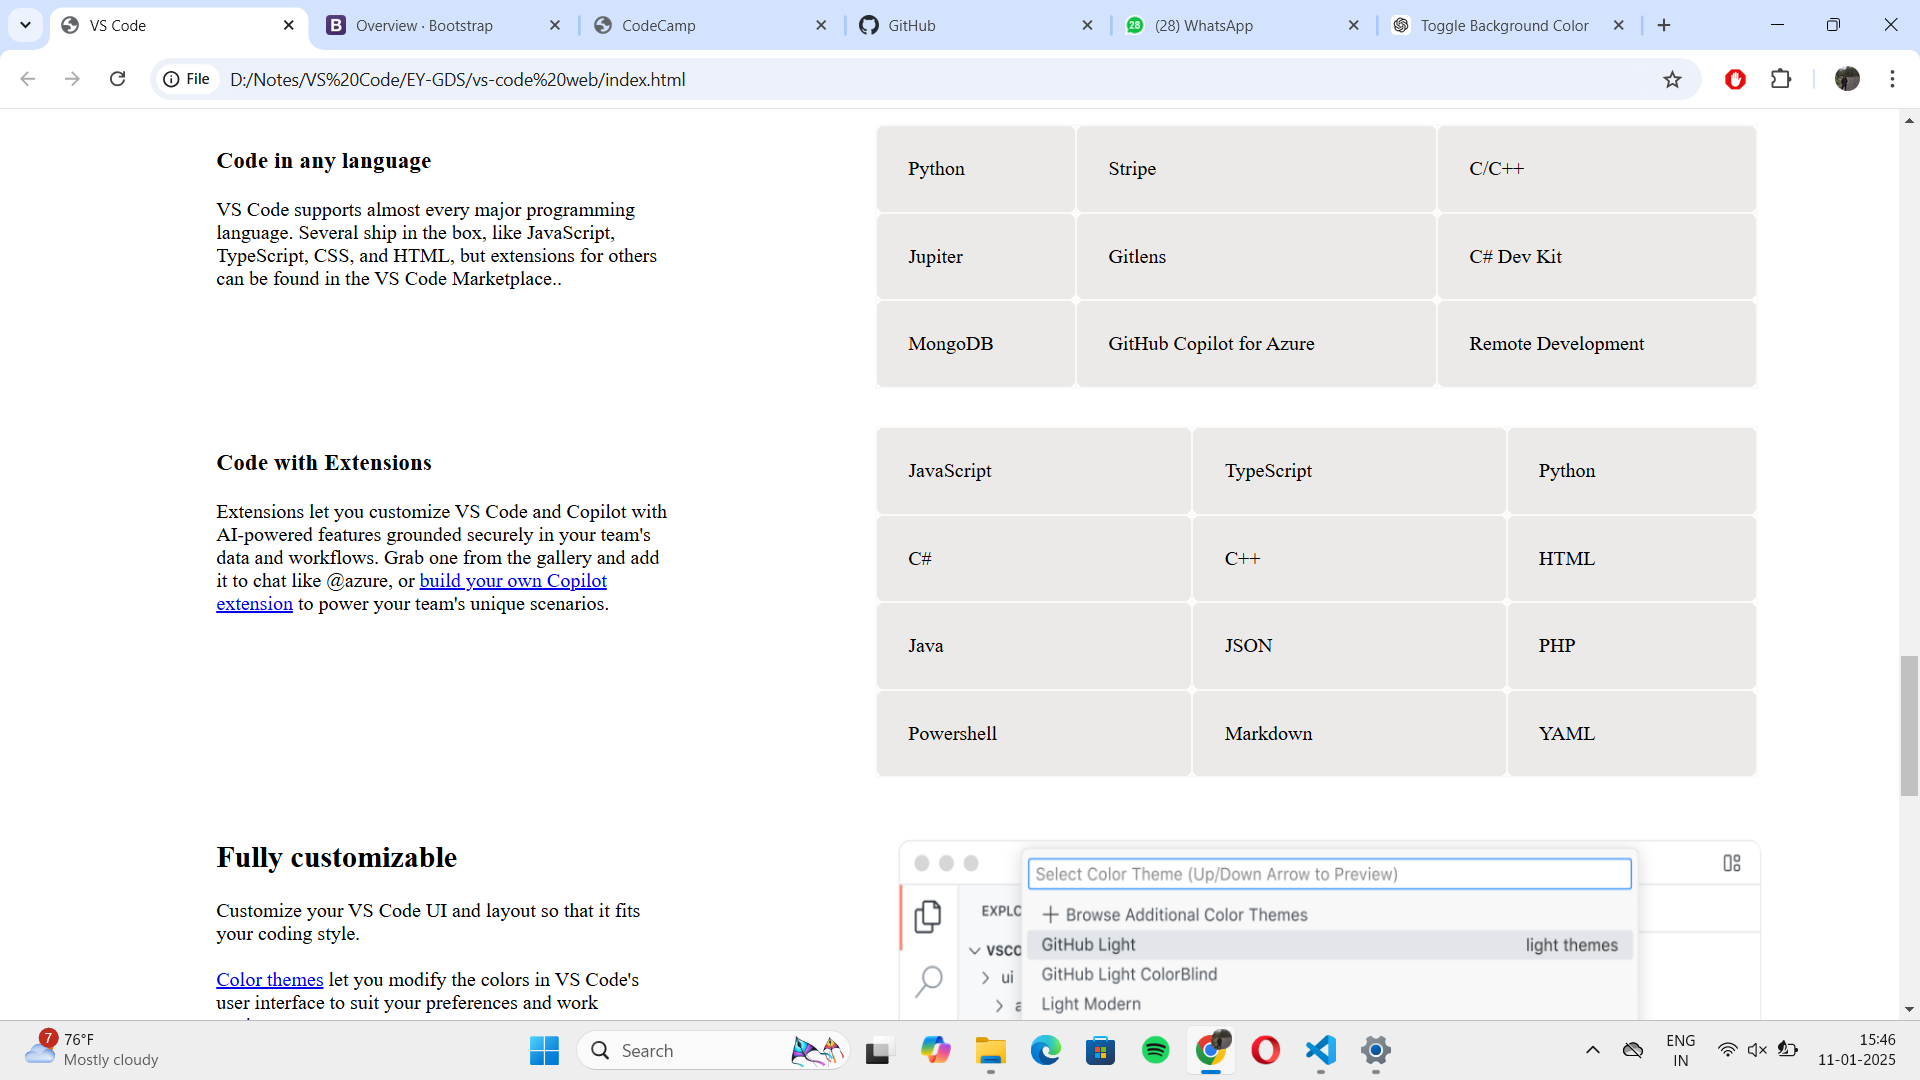 VS Code
Overview · Bootstrap
CodeCamp
GitHub
28
(28) WhatsApp
Toggle Background Color
File
D:/Notes/VS%20Code/EY-GDS/vs-code%20web/index.html
Code in any language
VS Code supports almost every major programming
language. Several ship in the box, like JavaScript,
TypeScript, CSS, and HTML, but extensions for others
can be found in the VS Code Marketplace..
Python Stripe C/C++
Jupiter Gitlens C# Dev Kit
MongoDB GitHub Copilot for Azure Remote Development
Code with Extensions
Extensions let you customize VS Code and Copilot with
AI-powered features grounded securely in your team's
data and workflows. Grab one from the gallery and add
it to chat like @azure, or build your own Copilot
extension to power your team's unique scenarios.
JavaScript TypeScript Python
C# C++ HTML
Java JSON PHP
Powershell Markdown YAML
Fully customizable
Customize your VS Code UI and layout so that it fits
your coding style.
Color themes let you modify the colors in VS Code's
user interface to suit your preferences and work
Select Color Theme (Up/Down Arrow to Preview)
EXPLO
Browse Additional Color Themes
vsco
GitHub Light light themes
ui
GitHub Light ColorBlind
Light Modern
7
76°F
Mostly cloudy
Search
ENG
IN
15:46
11-01-2025